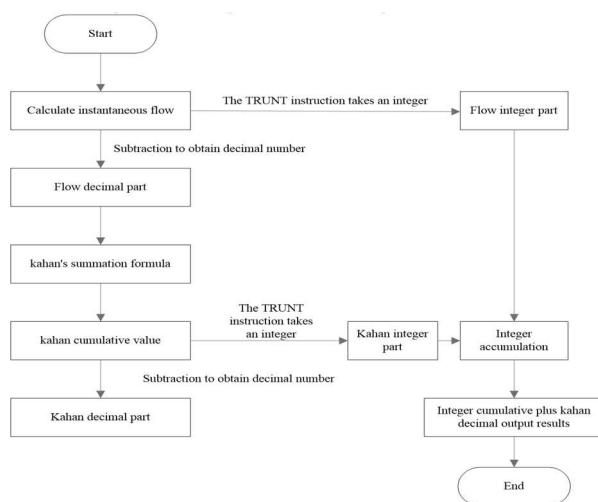 Start
Calculate instantaneous flow
The TRUNT instruction takes an integer
Flow integer part
Subtraction to obtain decimal number
Flow decimal part
kahan's summation formula
kahan cumulative value
The TRUNT
instruction takes
an integer
Kahan integer
part
Integer
accumulation
Subtraction to obtain decimal number
Kahan decimal part
Integer cumulative plus kahan
decimal output results
End